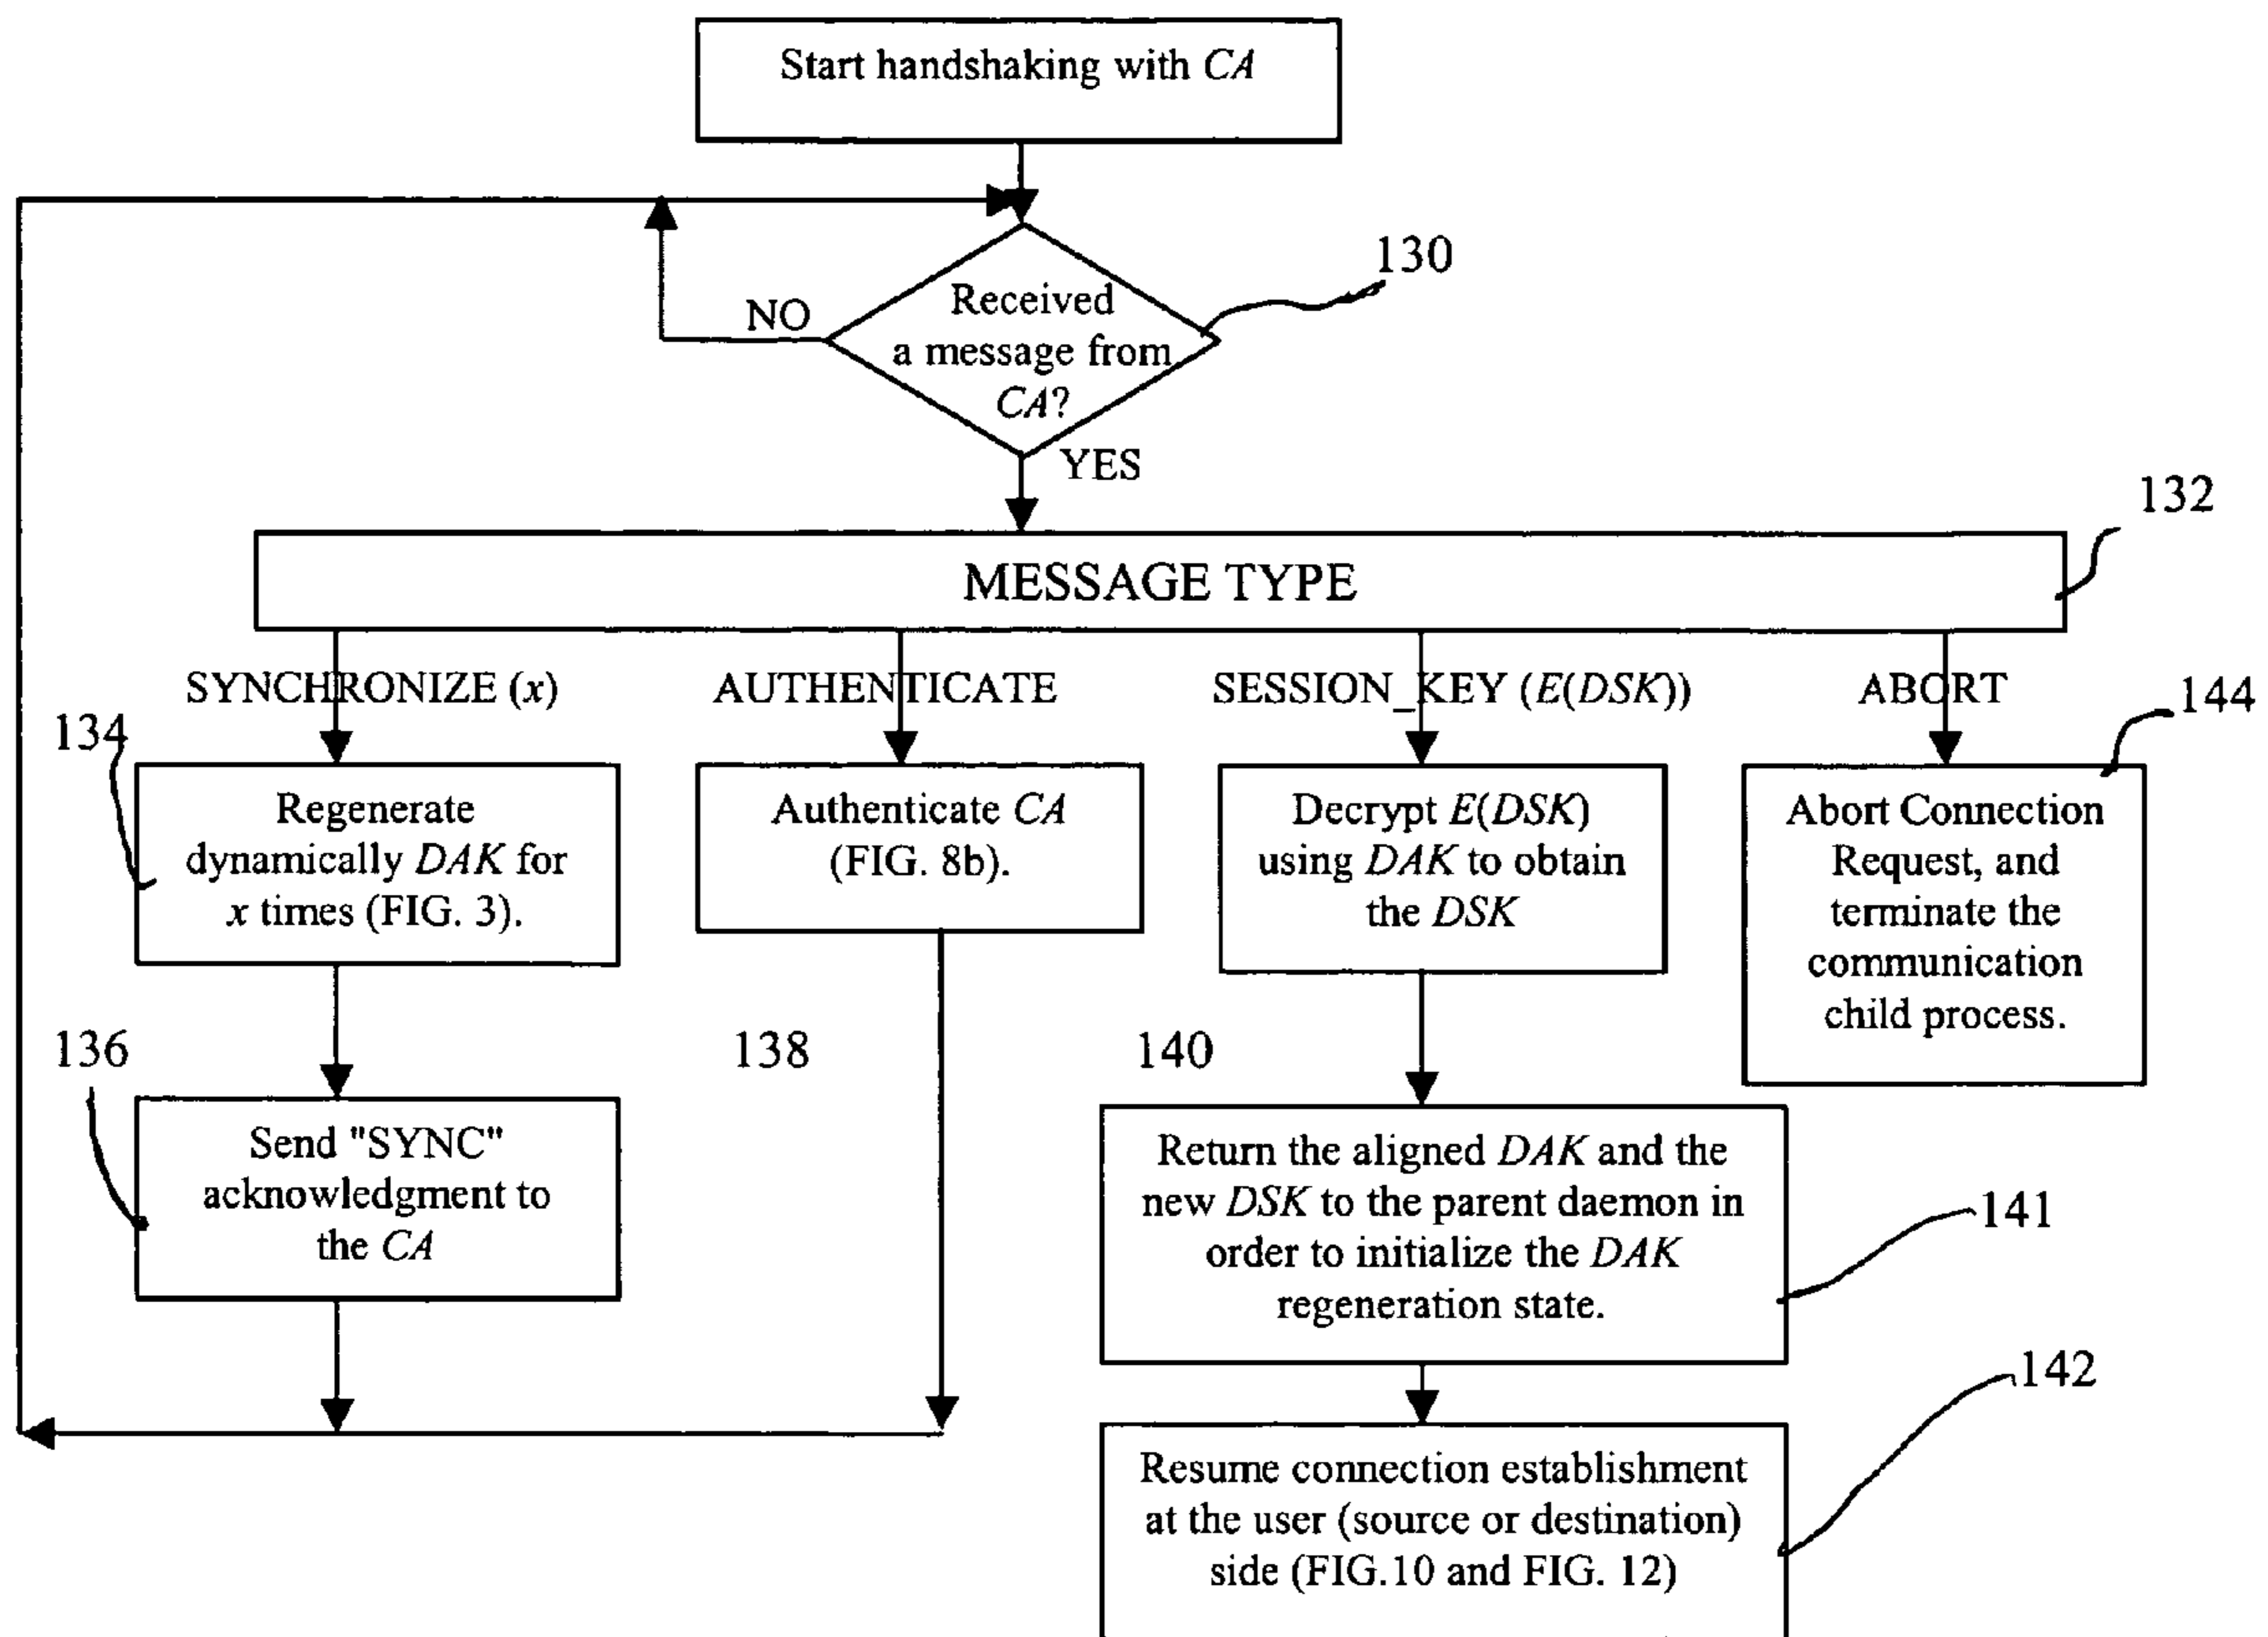 Start handshaking with CA
130
Received
a message from
CA?
NO
YES
132
MESSAGE TYPE
SYNCHRONIZE (x)
AUTHENTICATE
SESSION_KEY (E(DSK))
ABORT
134
144
Regenerate
dynamically DAK for
x times (FIG. 3).
Authenticate CA
(FIG. 8b).
Decrypt E(DSK)
using DAK to obtain
the DSK
Abort Connection
Request, and
terminate the
communication
child process.
136
138
140
Send "SYNC"
acknowledgment to
the CA
Return the aligned DAK and the
new DSK to the parent daemon in
order to initialize the DAK
regeneration state.
141
142
Resume connection establishment
at the user (source or destination)
side (FIG.10 and FIG. 12)